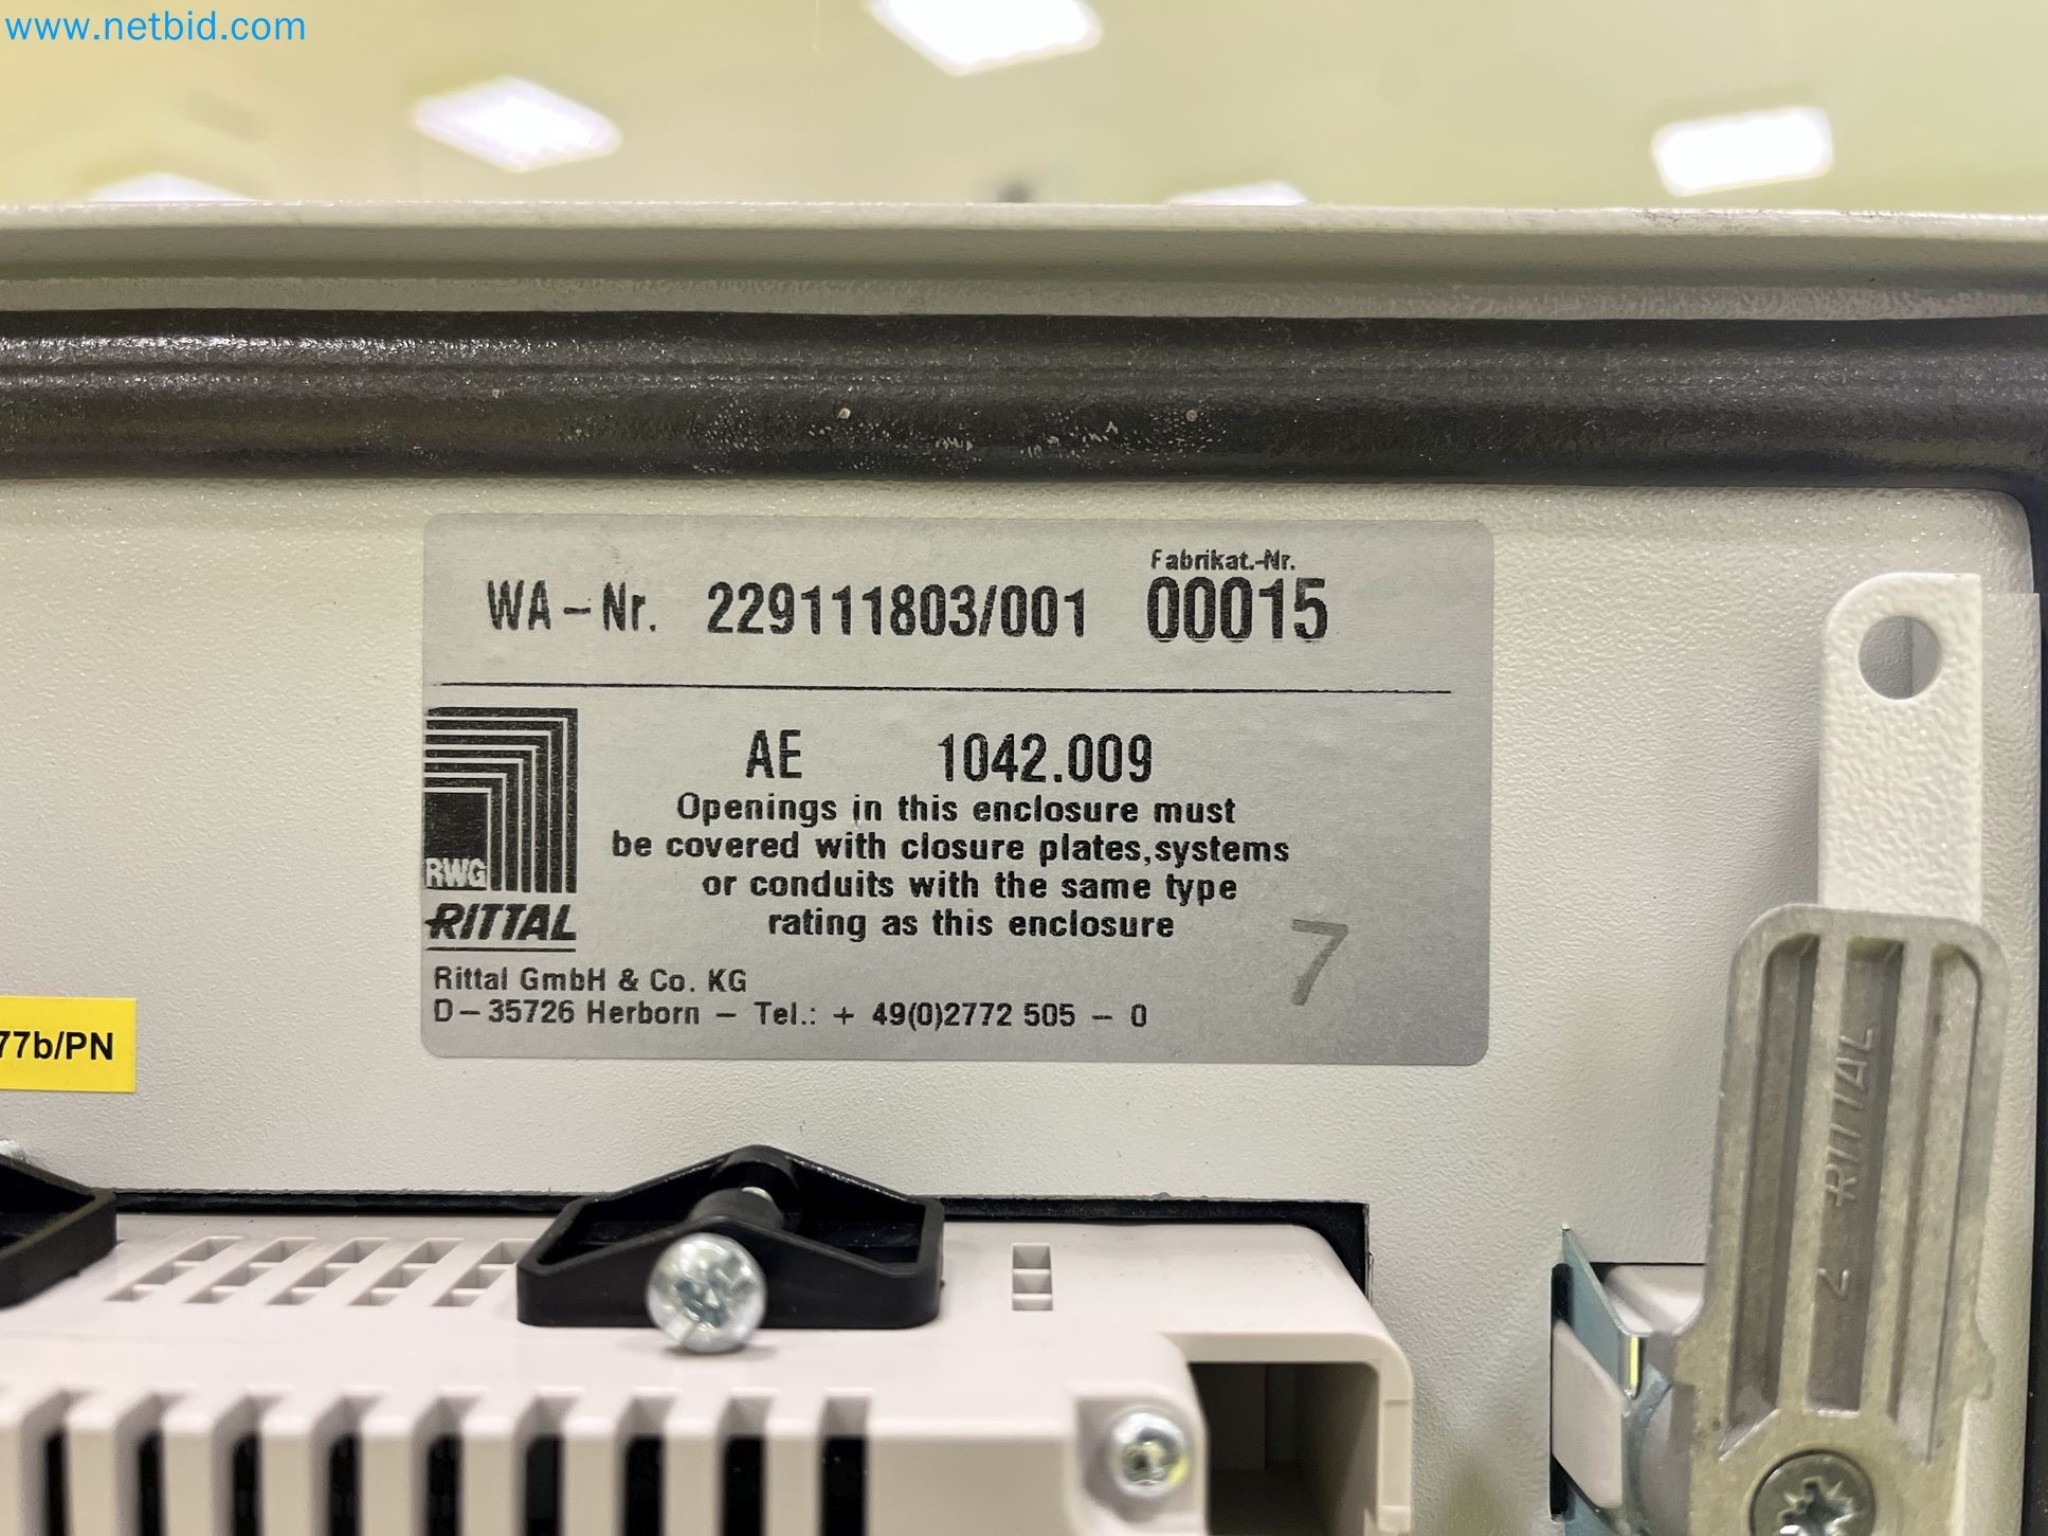 www.netbid.com
Fabrikat.-Nr.
WA-Nr. 229111803/001 00015
AE 1042.009
Openings in this enclosure must
be covered with closure plates,systems
or conduits with the same type
rating as this enclosure
RWG
RITTAL
7
Rittal GmbH & Co. KG
D-35726 Herborn - Tel.: + 49(0)2772 505 - 0
77b/PN
RITTAL